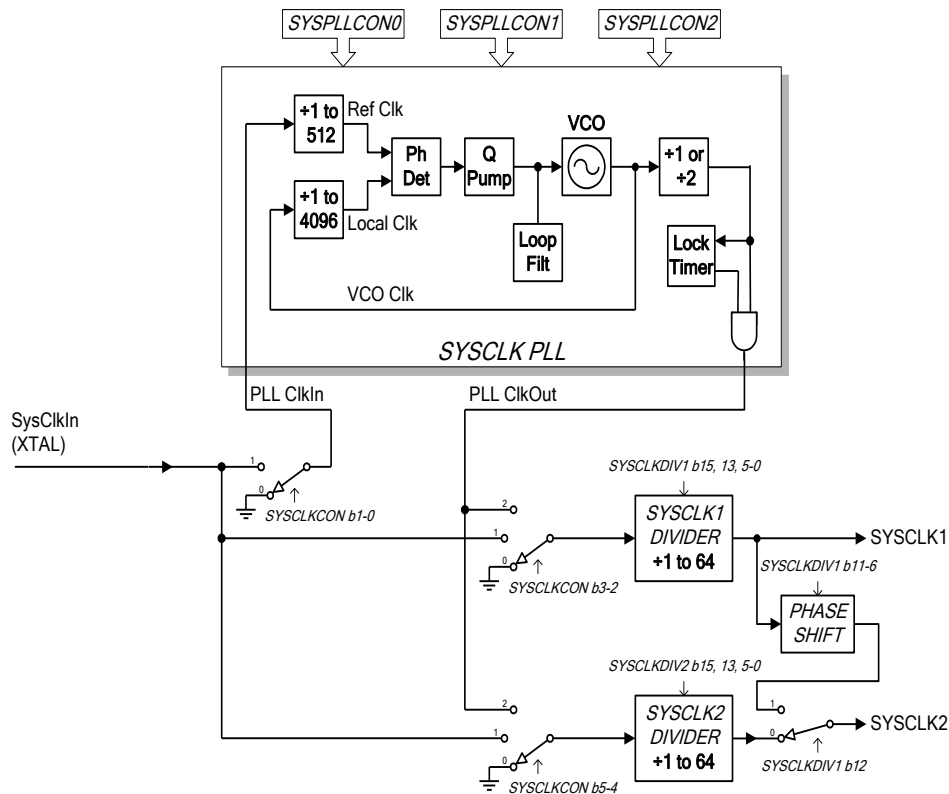 SYSPLLCON0
SYSPLLCON1
SYSPLLCON2
÷1 to
512
Ref Clk
Ph
Det
Q
Pump
VCO
÷1 or
÷2
÷1 to
4096
Local Clk
Loop
Filt
Lock
Timer
VCO Clk
SYSCLK PLL
PLL ClkIn
PLL ClkOut
SysClkIn
(XTAL)
1
0
SYSCLKCON b1-0
SYSCLKDIV1 b15, 13, 5-0
2
1
0
SYSCLKCON b3-2
SYSCLK1
DIVIDER
÷1 to 64
SYSCLK1
SYSCLKDIV1 b11-6
PHASE
SHIFT
SYSCLKDIV2 b15, 13, 5-0
2
1
0
SYSCLKCON b5-4
SYSCLK2
DIVIDER
÷1 to 64
1
0
SYSCLK2
SYSCLKDIV1 b12